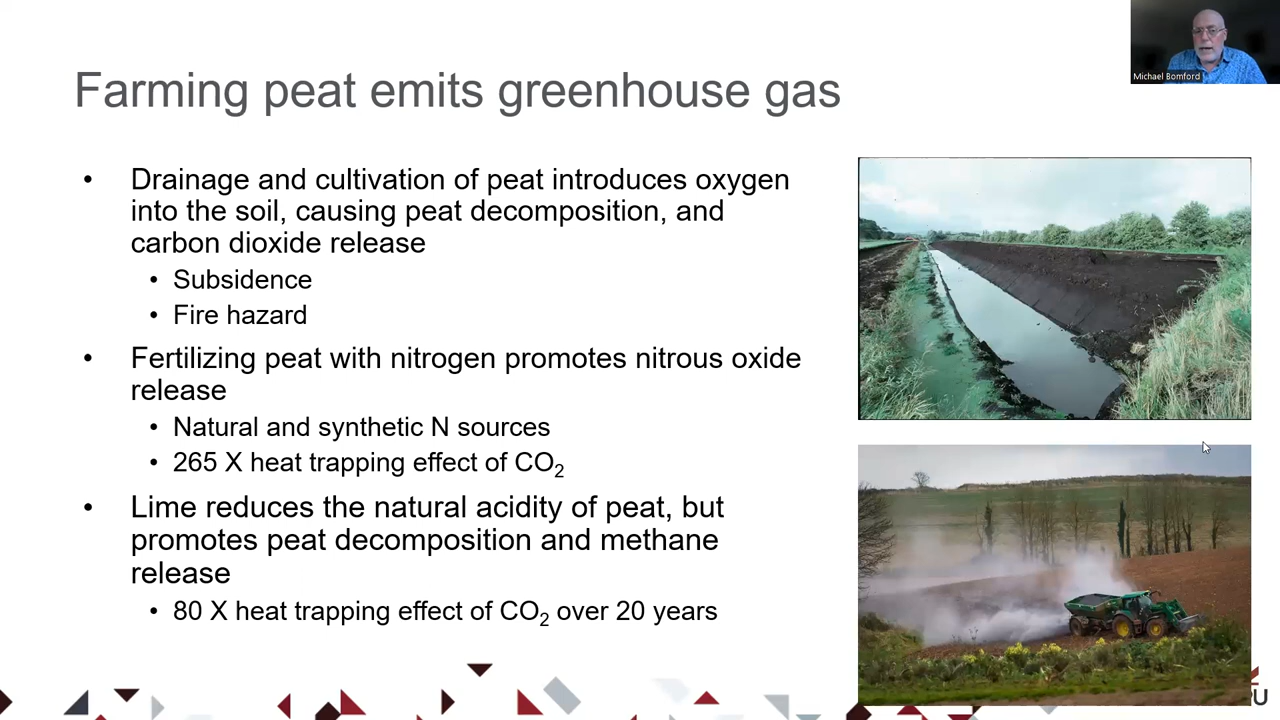 Michael Bomford
Farming peat emits greenhouse gas
• Drainage and cultivation of peat introduces oxygen
into the soil, causing peat decomposition, and
carbon dioxide release
• Subsidence
• Fire hazard
• Fertilizing peat with nitrogen promotes nitrous oxide
release
• Natural and synthetic N sources
• 265 X heat trapping effect of CO₂
• Lime reduces the natural acidity of peat, but
promotes peat decomposition and methane
release
• 80 X heat trapping effect of CO₂ over 20 years